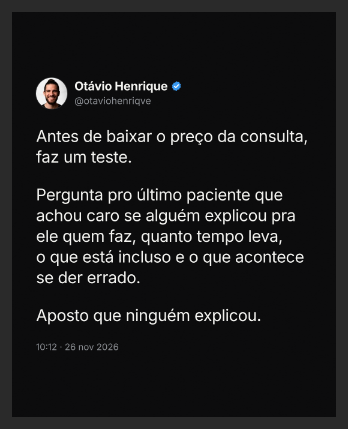 Otávio Henrique
@otaviohenriqve
Antes de baixar o preço da consulta,
faz um teste.
Pergunta pro último paciente que
achou caro se alguém explicou pra
ele quem faz, quanto tempo leva,
o que está incluso e o que acontece
se der errado.
Aposto que ninguém explicou.
10:12 · 26 nov 2026